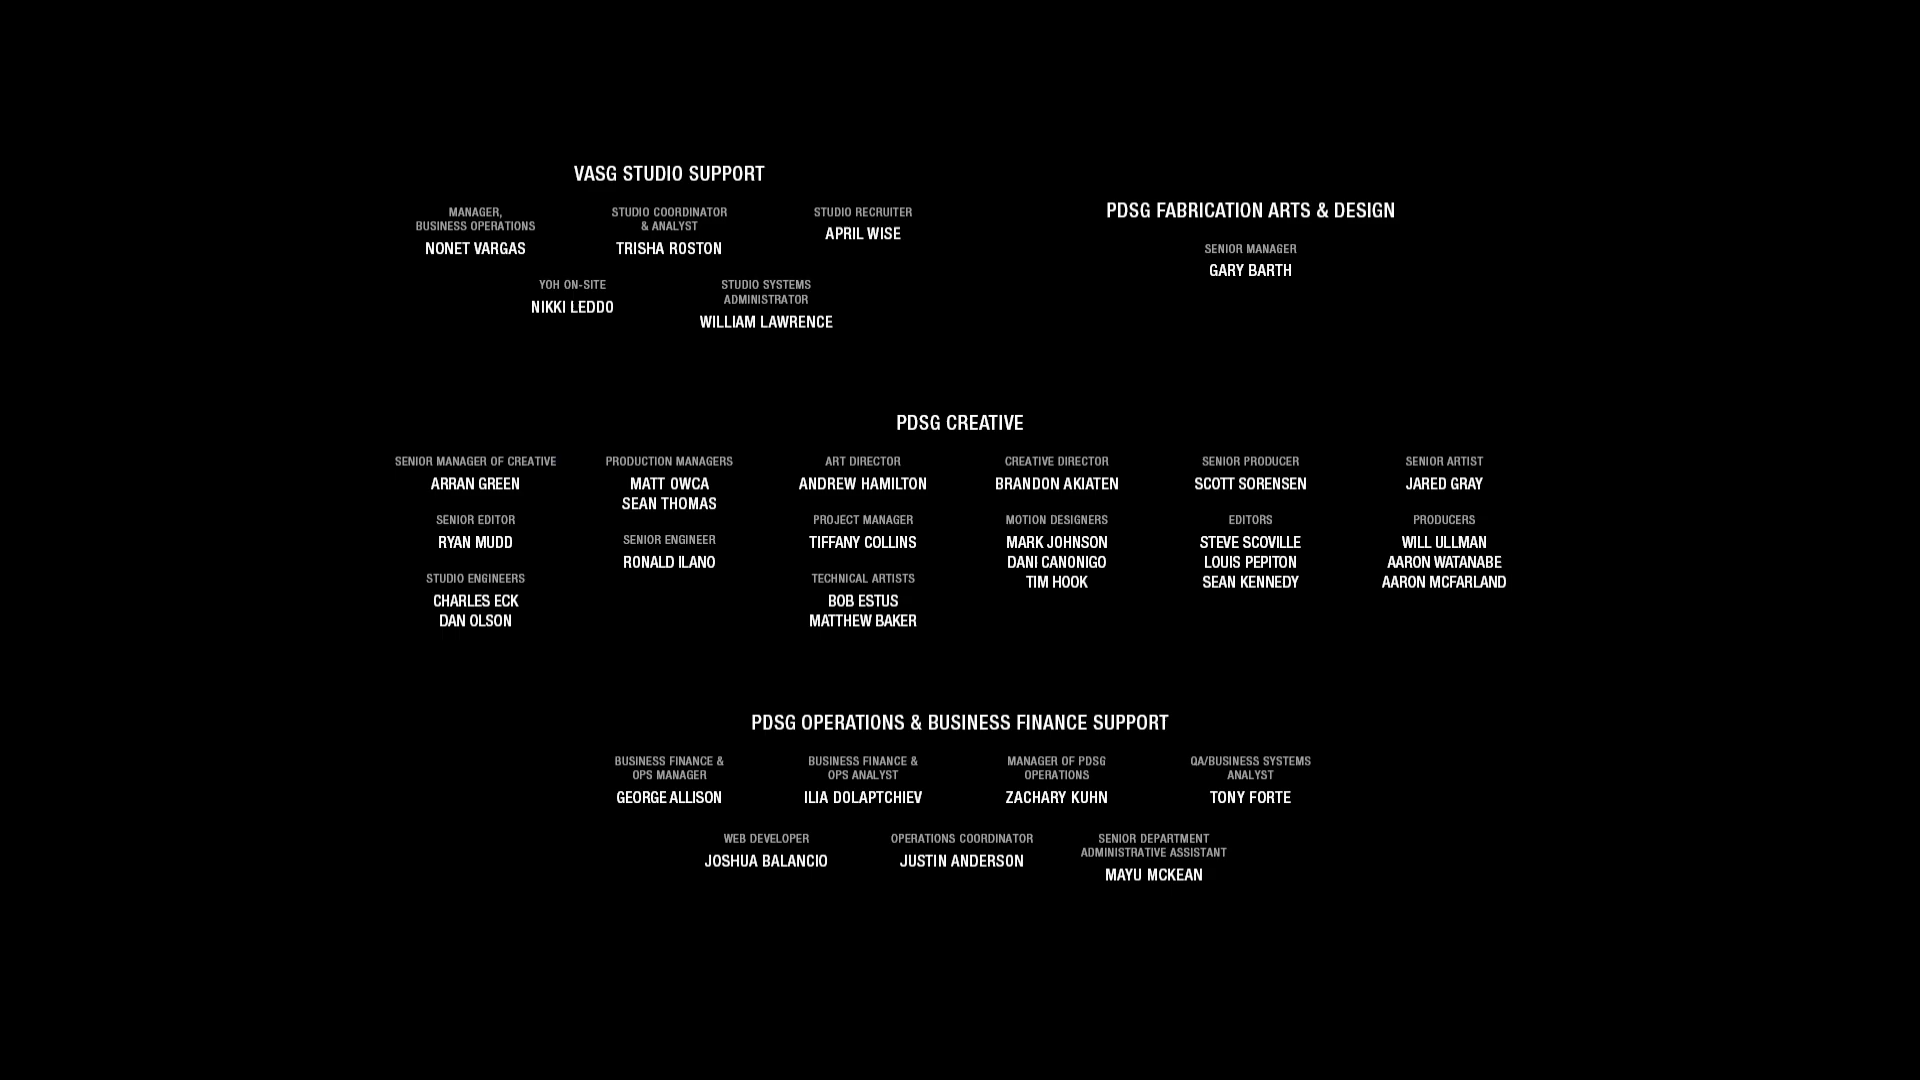 VASG STUDIO SUPPORT
MANAGER,
BUSINESS OPERATIONS
NONET VARGAS
STUDIO COORDINATOR
& ANALYST
TRISHA ROSTON
STUDIO RECRUITER
APRIL WISE
YOH ON-SITE
NIKKI LEDDO
STUDIO SYSTEMS
ADMINISTRATOR
WILLIAM LAWRENCE
PDSG FABRICATION ARTS & DESIGN
SENIOR MANAGER
GARY BARTH
PDSG CREATIVE
SENIOR MANAGER OF CREATIVE
ARRAN GREEN
SENIOR EDITOR
RYAN MUDD
STUDIO ENGINEERS
CHARLES ECK
DAN OLSON
PRODUCTION MANAGERS
MATT OWCA
SEAN THOMAS
SENIOR ENGINEER
RONALD ILANO
ART DIRECTOR
ANDREW HAMILTON
PROJECT MANAGER
TIFFANY COLLINS
TECHNICAL ARTISTS
BOB ESTUS
MATTHEW BAKER
CREATIVE DIRECTOR
BRANDON AKIATEN
MOTION DESIGNERS
MARK JOHNSON
DANI CANONIGO
TIM HOOK
SENIOR PRODUCER
SCOTT SORENSEN
EDITORS
STEVE SCOVILLE
LOUIS PEPITON
SEAN KENNEDY
SENIOR ARTIST
JARED GRAY
PRODUCERS
WILL ULLMAN
AARON WATANABE
AARON MCFARLAND
PDSG OPERATIONS & BUSINESS FINANCE SUPPORT
BUSINESS FINANCE &
OPS MANAGER
GEORGE ALLISON
BUSINESS FINANCE &
OPS ANALYST
ILIA DOLAPTCHIEV
MANAGER OF PDSG
OPERATIONS
ZACHARY KUHN
QA/BUSINESS SYSTEMS
ANALYST
TONY FORTE
WEB DEVELOPER
JOSHUA BALANCIO
OPERATIONS COORDINATOR
JUSTIN ANDERSON
SENIOR DEPARTMENT
ADMINISTRATIVE ASSISTANT
MAYU MCKEAN